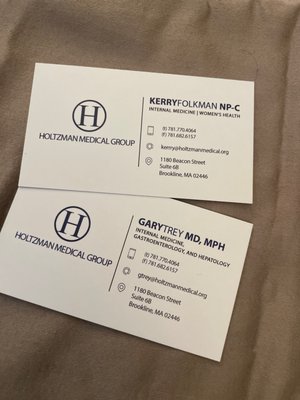 H
HOLTZMAN MEDICAL GROUP
KERRYFOLKMAN NP-C
INTERNAL MEDICINE | WOMEN'S HEALTH
(t) 781.770.4064
(f) 781.682.6157
kerry@holtzmanmedical.org
1180 Beacon Street
Suite 6B
Brookline, MA 02446
H
HOLTZMAN MEDICAL GROUP
GARYTREY MD, MPH
INTERNAL MEDICINE,
GASTROENTEROLOGY, AND HEPATOLOGY
(t) 781.770.4064
(f) 781.682.6157
gtrey@holtzmanmedical.org
1180 Beacon Street
Suite 6B
Brookline, MA 02446